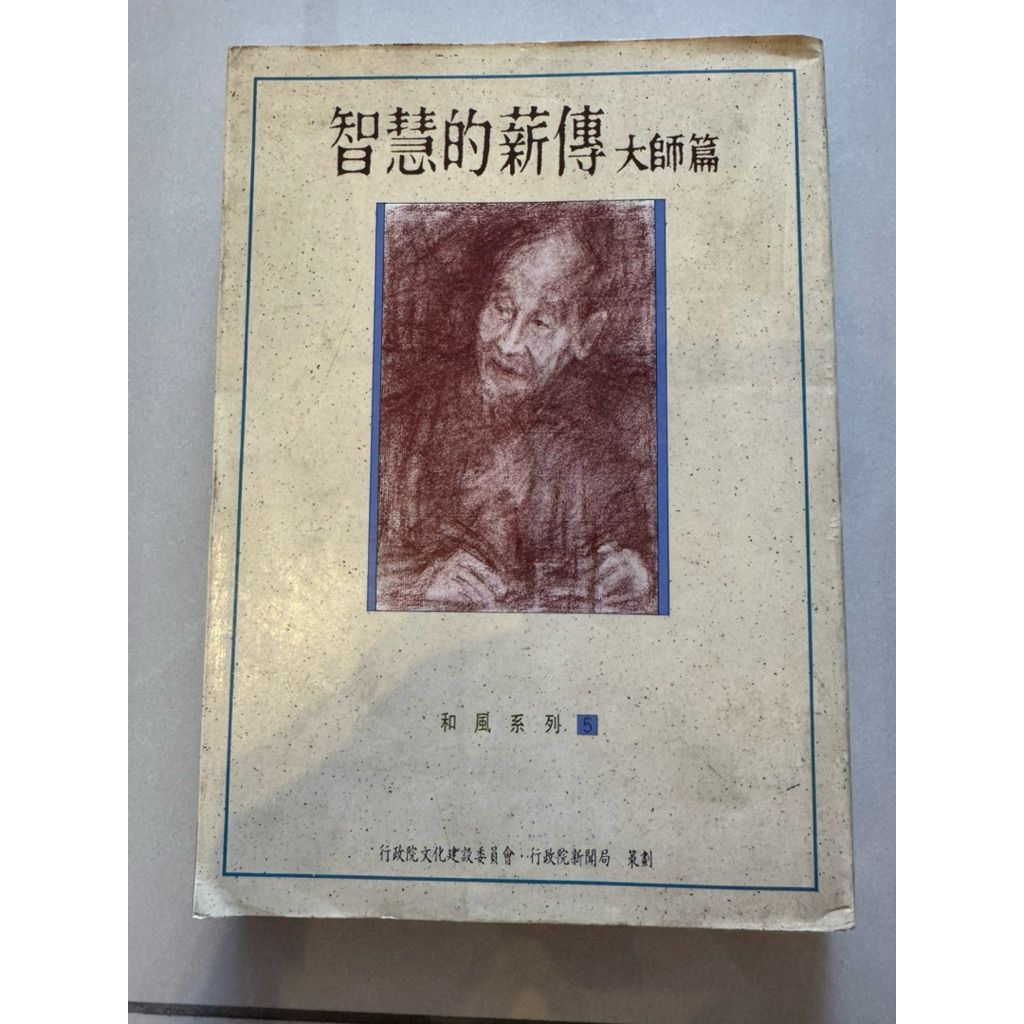 智慧的薪傳 大師篇
和風系列 5
行政院文化建設委員會・行政院新聞局 策劃